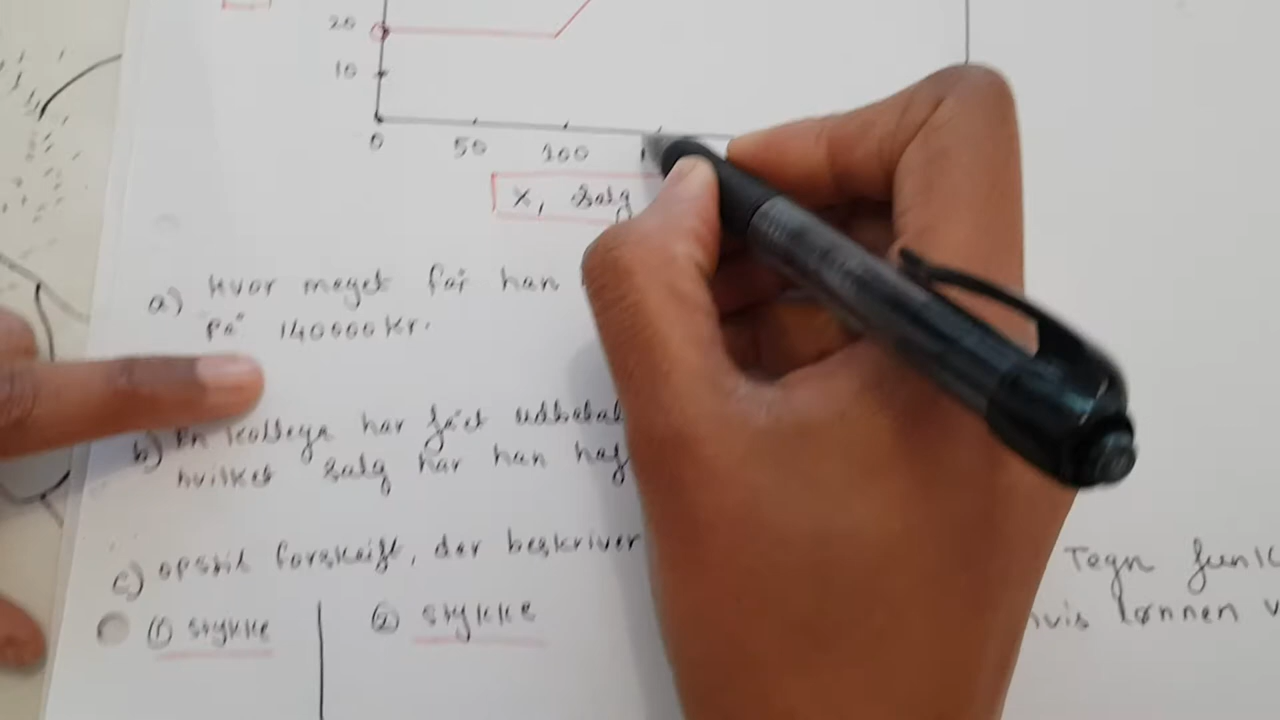 20
10
0 50 100
x, Salg
a) Hvor meget får han
på 140000 kr.
b) En kollega har fået udbetal
hvilket salg har han haf
c) opstil forskrift, der beskriver
① stykke ② stykke
Tegn funk
hvis lønnen v